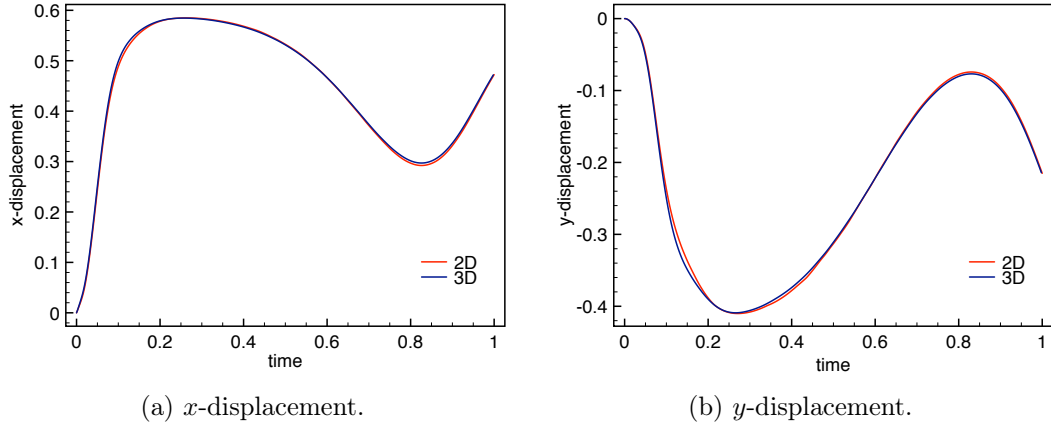 0.6
0.5
0.4
0.3
0.2
0.1
0
x-displacement
2D
3D
0 0.2 0.4 0.6 0.8 1
time
(a) x-displacement.
0
-0.1
-0.2
-0.3
-0.4
y-displacement
2D
3D
0 0.2 0.4 0.6 0.8 1
time
(b) y-displacement.